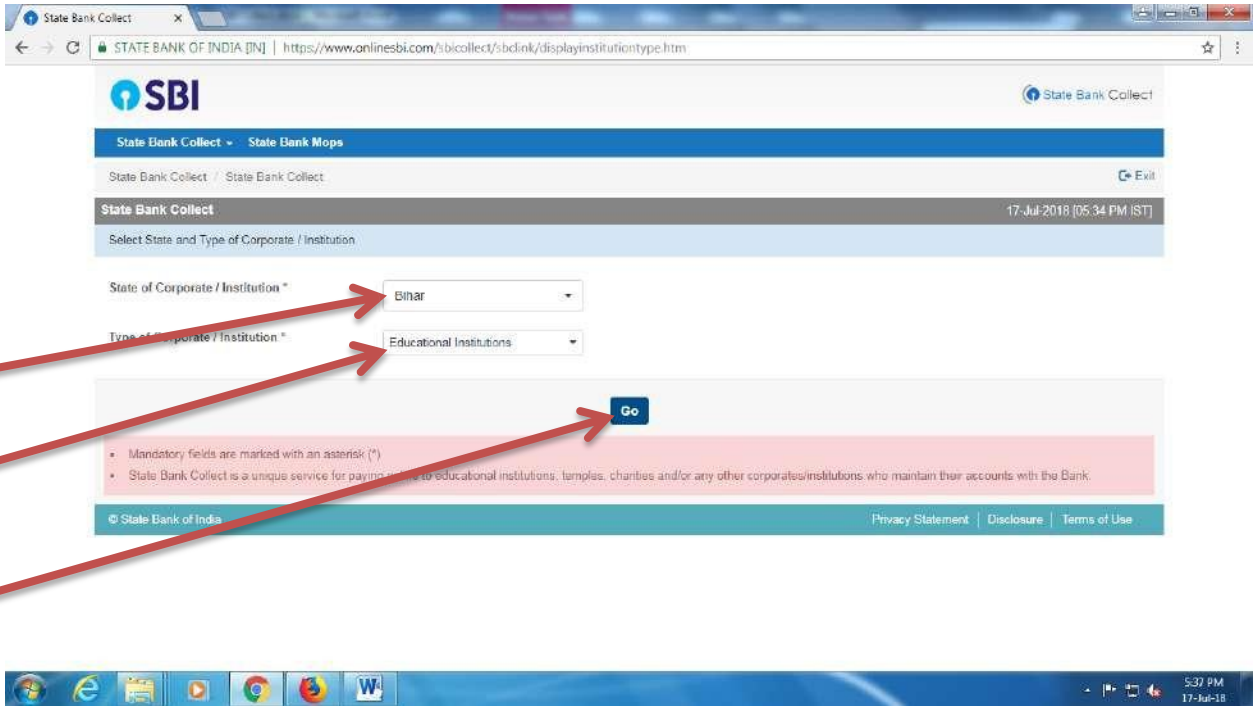 State Bank Collect
STATE BANK OF INDIA [IN] | https://www.onlinesbi.com/sbicollect/sbclink/displayinstitutiontype.htm
SBI
State Bank Collect
State Bank Collect State Bank Mops
State Bank Collect / State Bank Collect
Exit
State Bank Collect
17-Jul-2018 [05:34 PM IST]
Select State and Type of Corporate / Institution
State of Corporate / Institution *
Bihar
Type of Corporate / Institution *
Educational Institutions
Go
• Mandatory fields are marked with an asterisk (*)
• State Bank Collect is a unique service for paying online to educational institutions, temples, charities and/or any other corporates/institutions who maintain their accounts with the Bank.
© State Bank of India
Privacy Statement | Disclosure | Terms of Use
5:37 PM
17-Jul-18